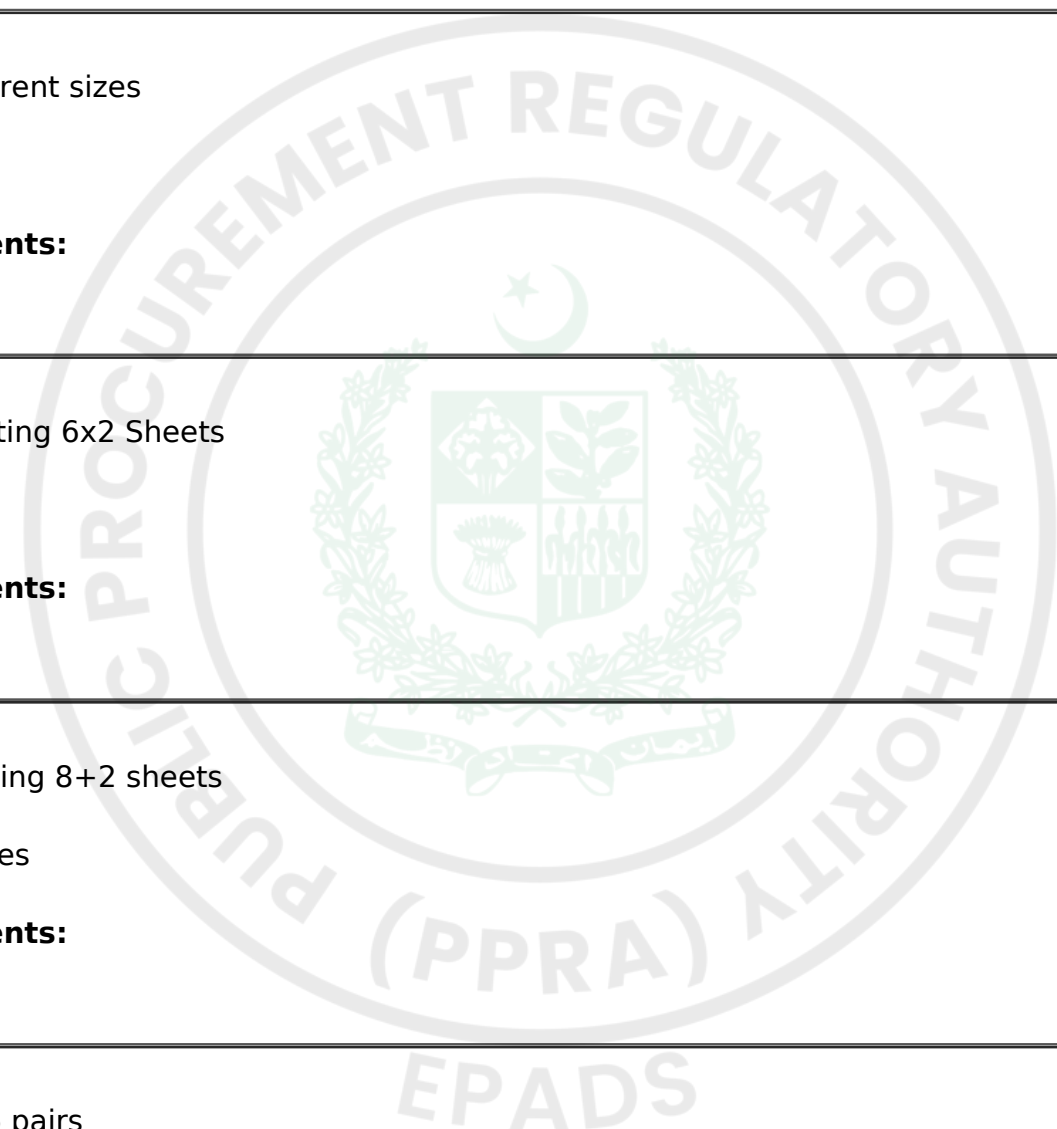 rent sizes
ents:
ting 6x2 Sheets
ents:
ing 8+2 sheets
es
ents:
pairs
PUBLIC PROCUREMENT REGULATORY AUTHORITY
(PPRA)
EPADS